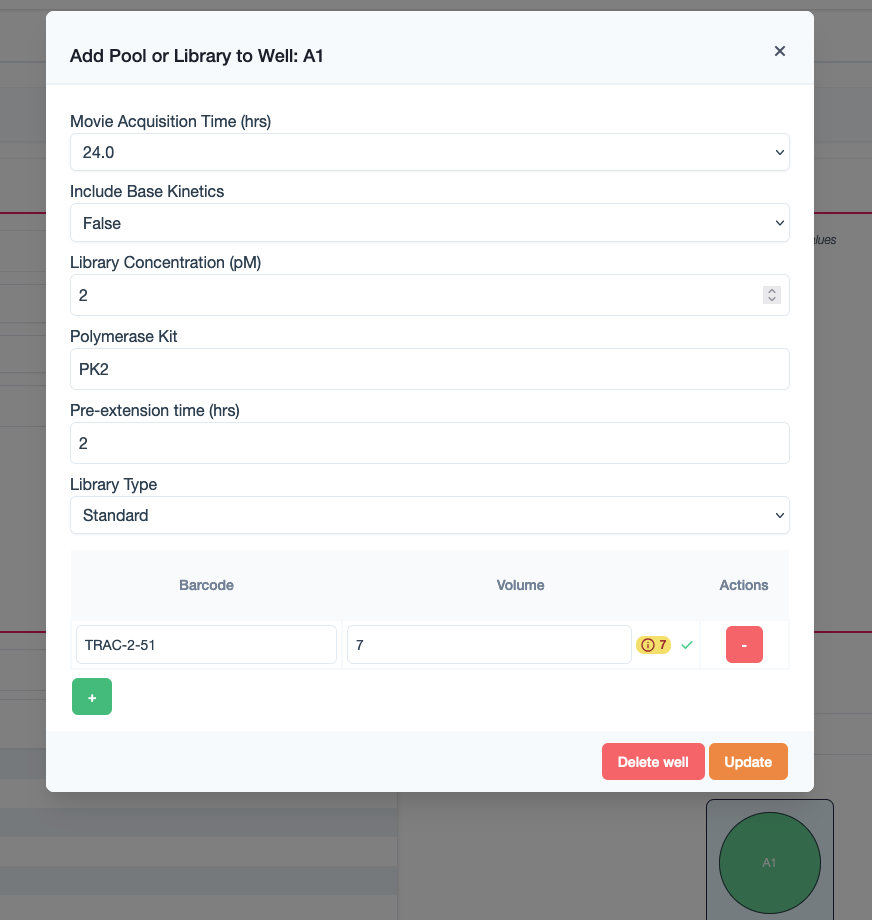 Add Pool or Library to Well: A1
Movie Acquisition Time (hrs)
24.0
Include Base Kinetics
False
Library Concentration (pM)
2
Polymerase Kit
PK2
Pre-extension time (hrs)
2
Library Type
Standard
Barcode Volume Actions
TRAC-2-51 7 7 -
+
Delete well Update
A1